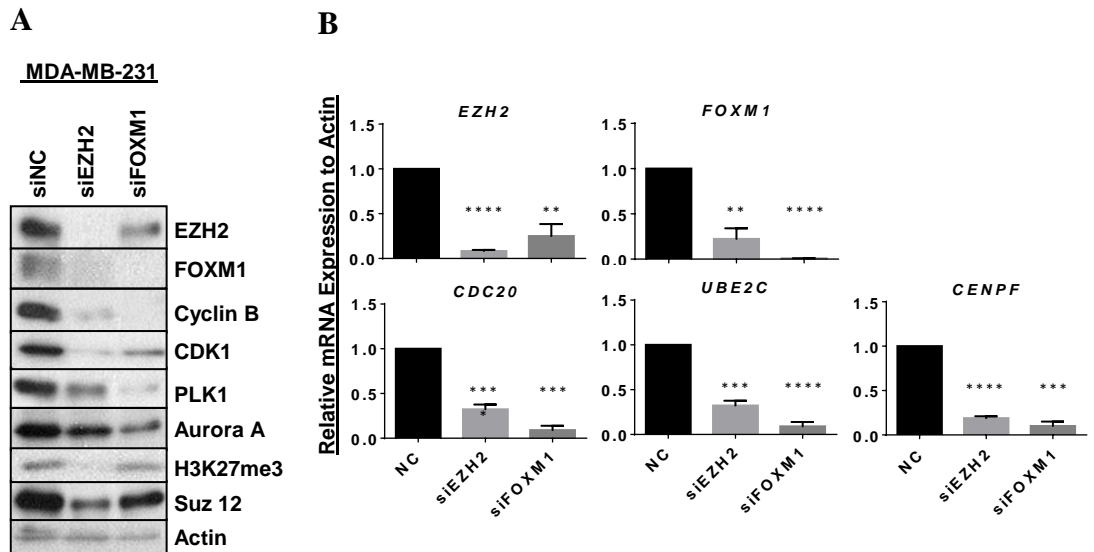 A
B
MDA-MB-231
siNC
siEZH2
siFOXM1
EZH2
FOXM1
Cyclin B
CDK1
PLK1
Aurora A
H3K27me3
Suz 12
Actin
Relative mRNA Expression to Actin
EZH2
1.5
1.0
0.5
0.0
****
**
FOXM1
1.5
1.0
0.5
0.0
**
****
CDC20
1.5
1.0
0.5
0.0
***
*
***
NC
siEZH2
siFOXM1
UBE2C
1.5
1.0
0.5
0.0
***
****
NC
siEZH2
siFOXM1
CENPF
1.5
1.0
0.5
0.0
****
***
NC
siEZH2
siFOXM1